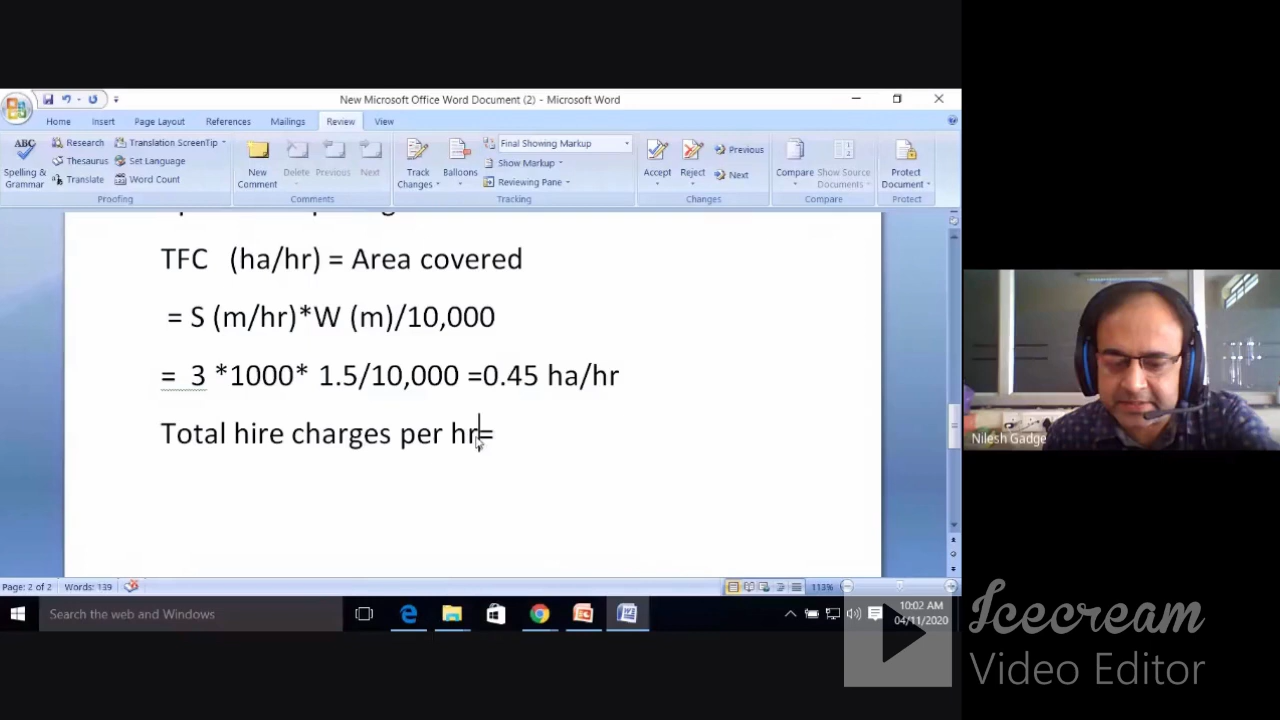 New Microsoft Office Word Document (2) - Microsoft Word
Home Insert Page Layout References Mailings Review View
ABC
Spelling & Grammar
Research
Thesaurus
Translate
Translation ScreenTip
Set Language
Word Count
Proofing
New Comment
Delete
Previous
Next
Comments
Track Changes
Balloons
Final Showing Markup
Show Markup
Reviewing Pane
Tracking
Accept
Reject
Previous
Next
Changes
Compare
Show Source Documents
Compare
Protect Document
Protect
TFC (ha/hr) = Area covered
= S (m/hr)*W (m)/10,000
= 3 *1000* 1.5/10,000 =0.45 ha/hr
Total hire charges per hr=
Nilesh Gadge
Page: 2 of 2 Words: 139
113%
Search the web and Windows
10:02 AM
04/11/2020
Icecream
Video Editor